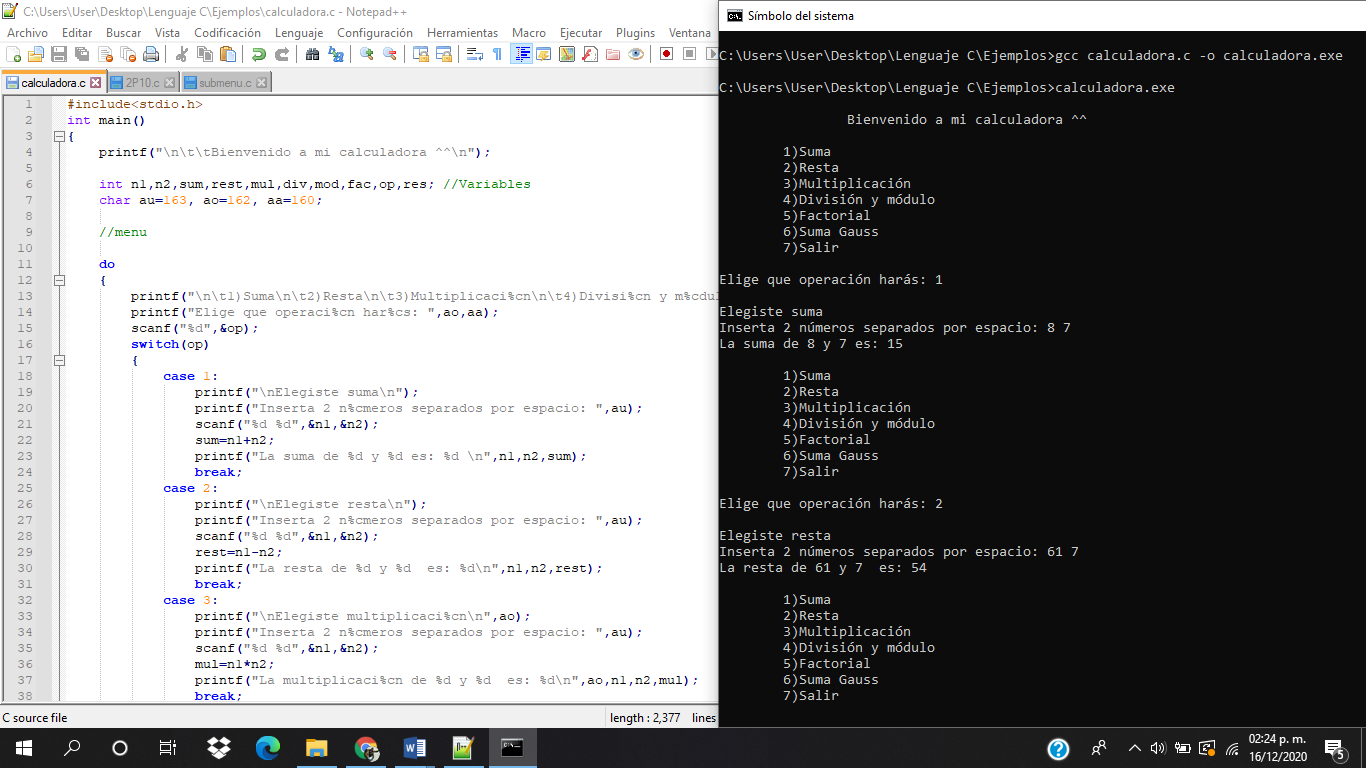 C:\Users\User\Desktop\Lenguaje C\Ejemplos\calculadora.c - Notepad++
Archivo Editar Buscar Vista Codificación Lenguaje Configuración Herramientas Macro Ejecutar Plugins Ventana
calculadora.c 2P10.c submenu.c
1 #include<stdio.h>
2 int main()
3 {
4 printf("\n\t\tBienvenido a mi calculadora ^^\n");
5
6 int n1,n2,sum,rest,mul,div,mod,fac,op,res; //Variables
7 char au=163, ao=162, aa=160;
8
9 //menu
10
11 do
12 {
13 printf("\n\t1)Suma\n\t2)Resta\n\t3)Multiplicaci%cn\n\t4)Divisi%cn y m%cdul
14 printf("Elige que operaci%cn har%cs: ",ao,aa);
15 scanf("%d",&op);
16 switch(op)
17 {
18 case 1:
19 printf("\nElegiste suma\n");
20 printf("Inserta 2 n%cmeros separados por espacio: ",au);
21 scanf("%d %d",&n1,&n2);
22 sum=n1+n2;
23 printf("La suma de %d y %d es: %d \n",n1,n2,sum);
24 break;
25 case 2:
26 printf("\nElegiste resta\n");
27 printf("Inserta 2 n%cmeros separados por espacio: ",au);
28 scanf("%d %d",&n1,&n2);
29 rest=n1-n2;
30 printf("La resta de %d y %d  es: %d\n",n1,n2,rest);
31 break;
32 case 3:
33 printf("\nElegiste multiplicaci%cn\n",ao);
34 printf("Inserta 2 n%cmeros separados por espacio: ",au);
35 scanf("%d %d",&n1,&n2);
36 mul=n1*n2;
37 printf("La multiplicaci%cn de %d y %d  es: %d\n",ao,n1,n2,mul);
38 break;
C source file length : 2,377 lines
Símbolo del sistema
C:\Users\User\Desktop\Lenguaje C\Ejemplos>gcc calculadora.c -o calculadora.exe
C:\Users\User\Desktop\Lenguaje C\Ejemplos>calculadora.exe
Bienvenido a mi calculadora ^^
1)Suma
2)Resta
3)Multiplicación
4)División y módulo
5)Factorial
6)Suma Gauss
7)Salir
Elige que operación harás: 1
Elegiste suma
Inserta 2 números separados por espacio: 8 7
La suma de 8 y 7 es: 15
1)Suma
2)Resta
3)Multiplicación
4)División y módulo
5)Factorial
6)Suma Gauss
7)Salir
Elige que operación harás: 2
Elegiste resta
Inserta 2 números separados por espacio: 61 7
La resta de 61 y 7  es: 54
1)Suma
2)Resta
3)Multiplicación
4)División y módulo
5)Factorial
6)Suma Gauss
7)Salir
02:24 p. m.
16/12/2020
5